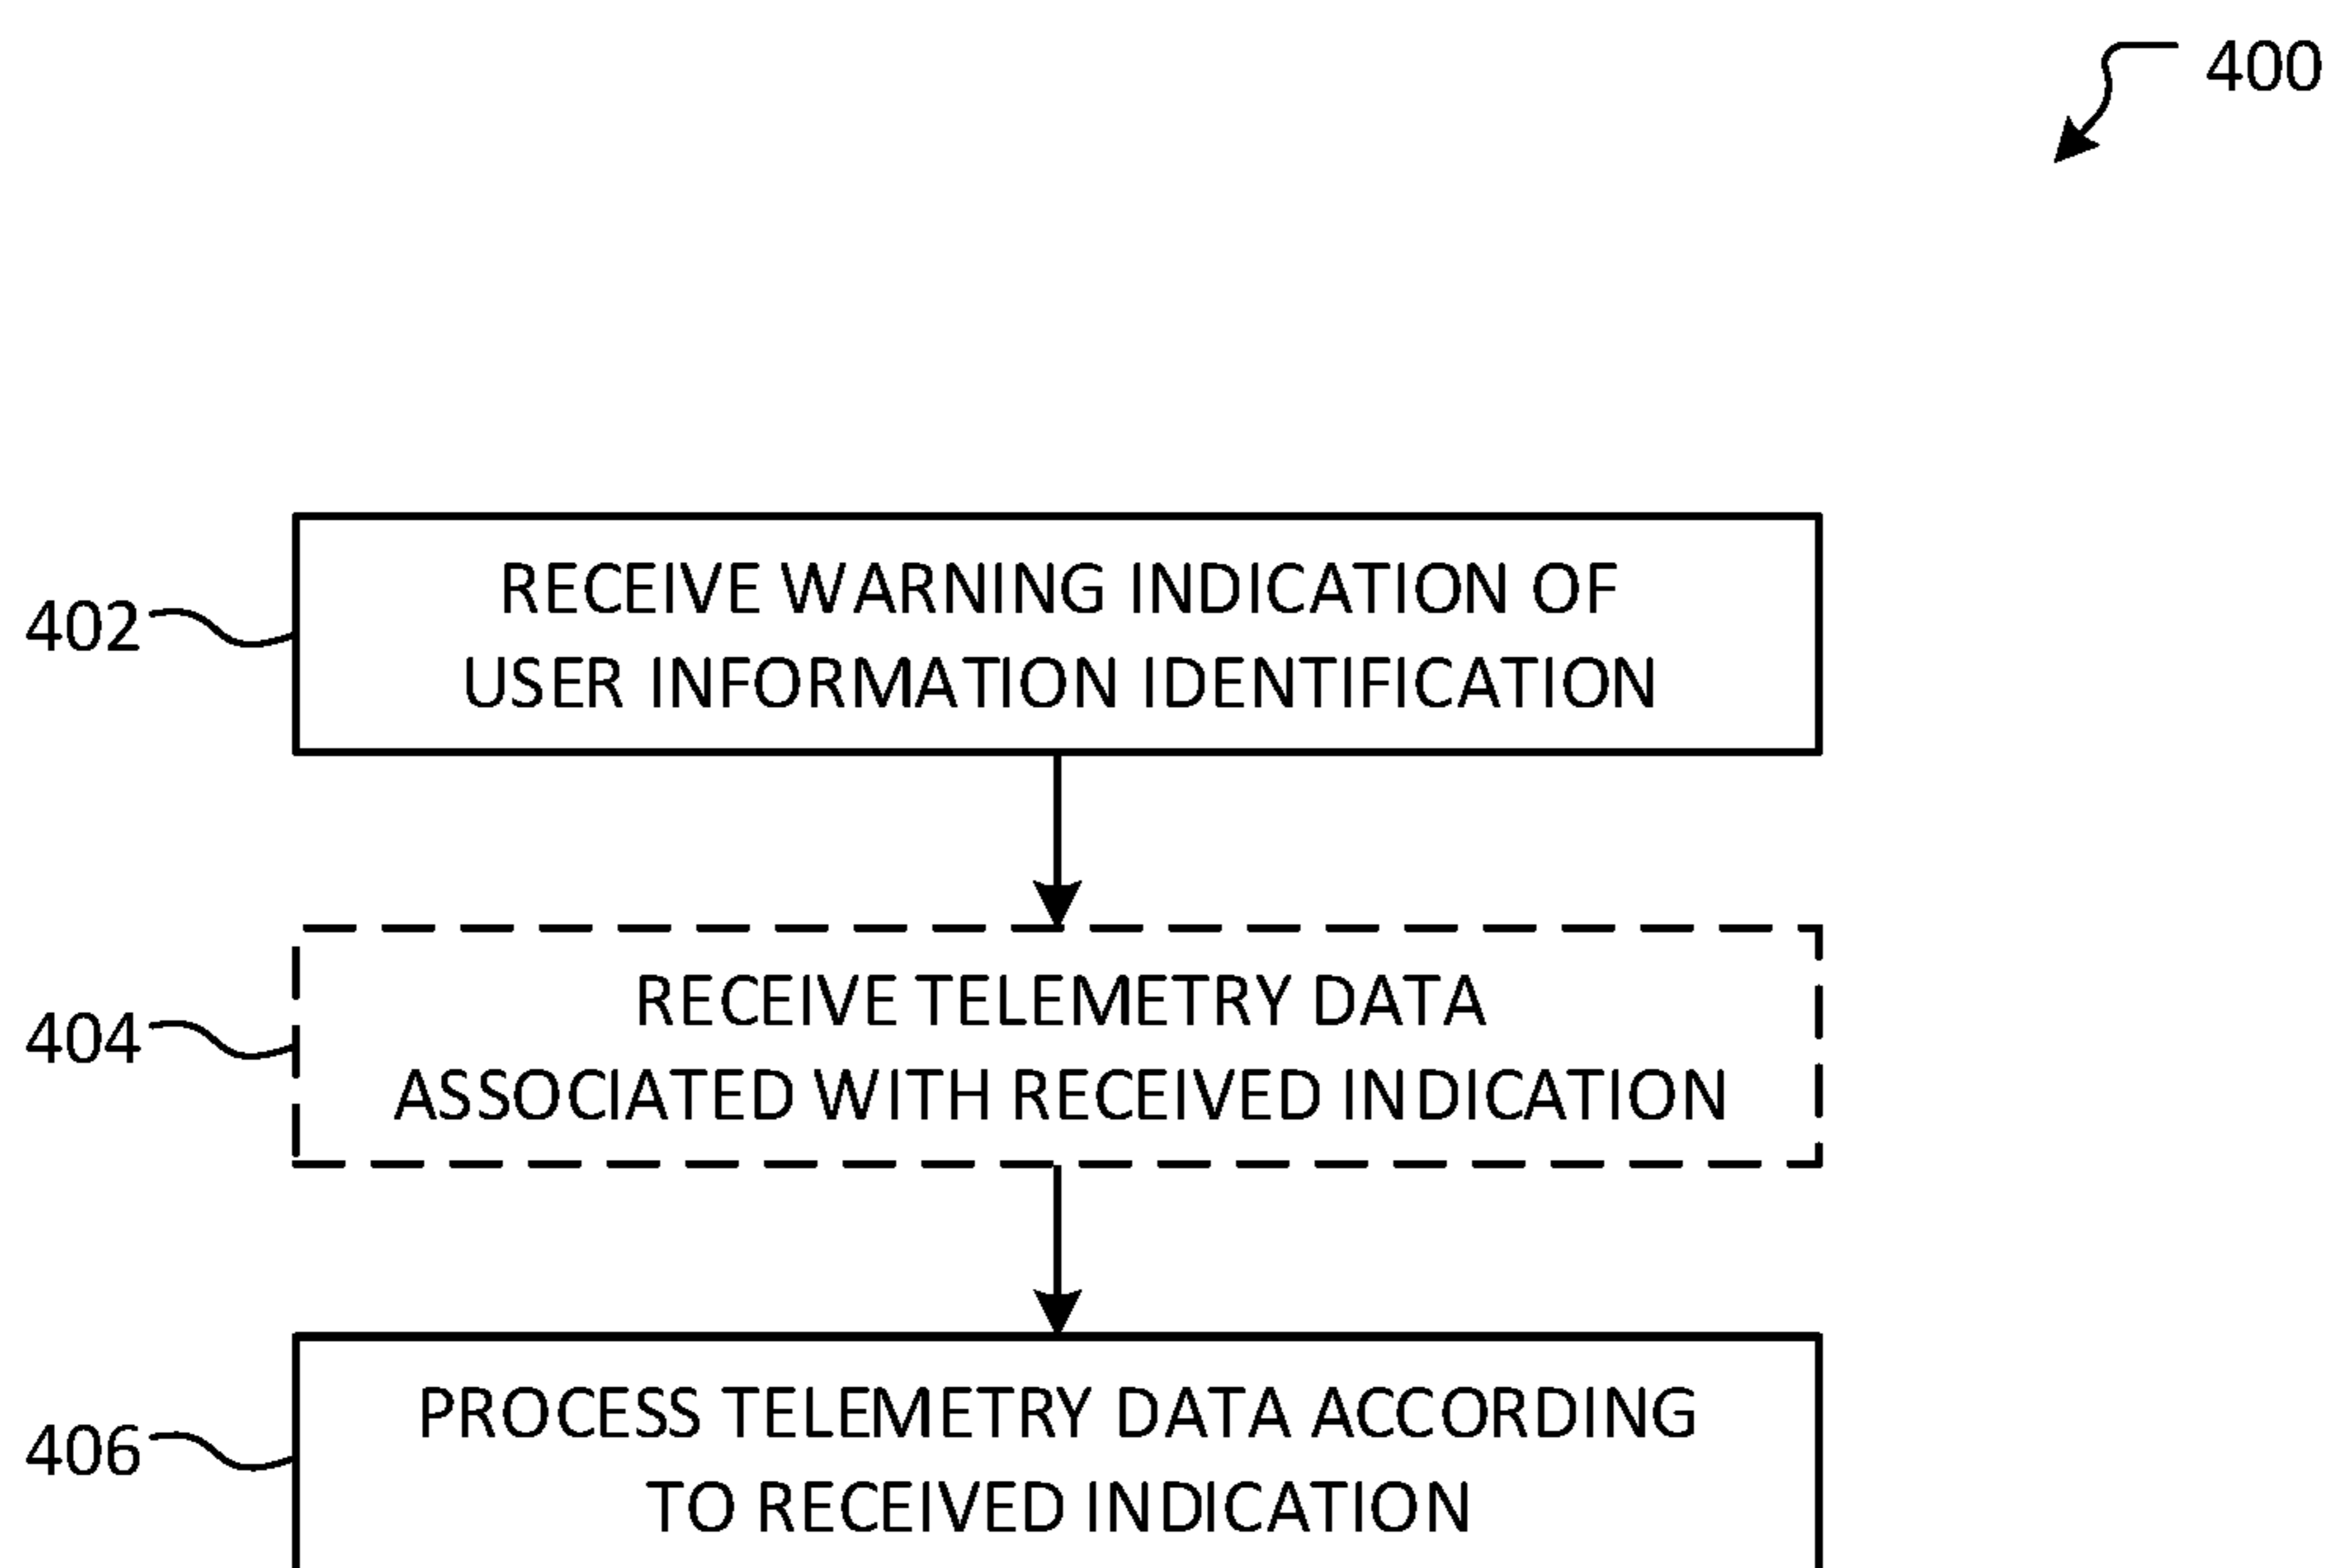 400
402
RECEIVE WARNING INDICATION OF
USER INFORMATION IDENTIFICATION
404
RECEIVE TELEMETRY DATA
ASSOCIATED WITH RECEIVED INDICATION
406
PROCESS TELEMETRY DATA ACCORDING
TO RECEIVED INDICATION